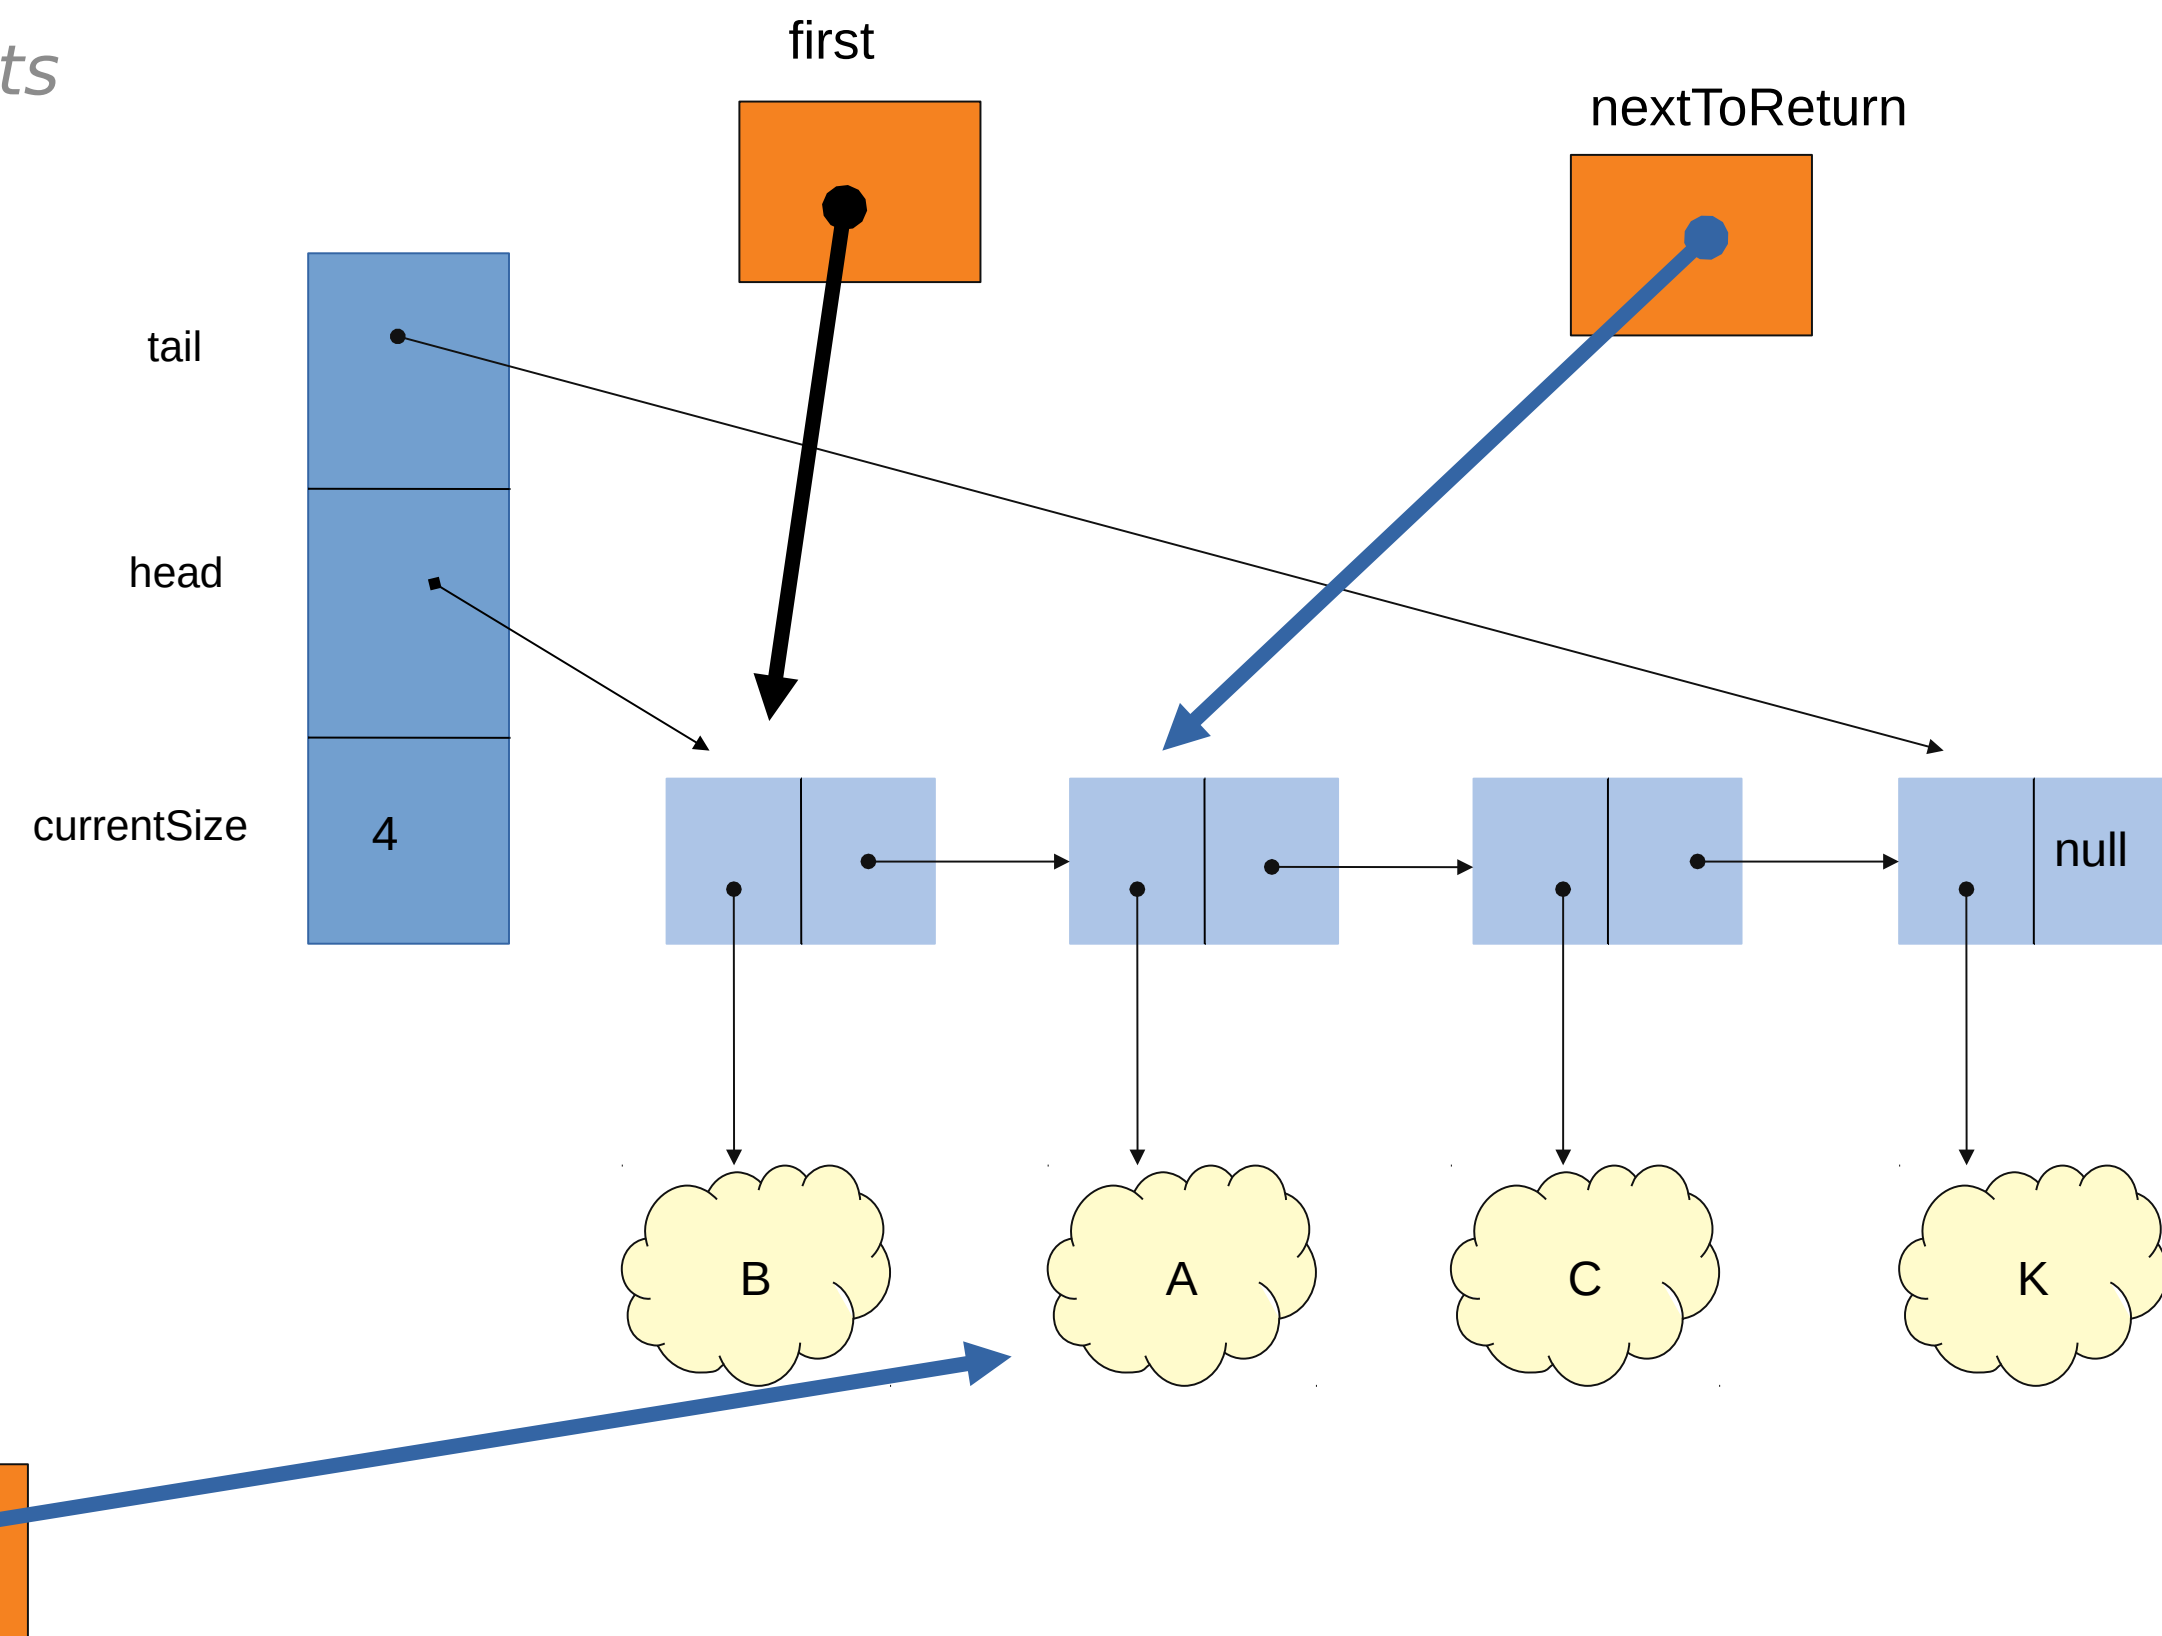 ts
first
nextToReturn
tail
head
currentSize
4
null
B
A
C
K